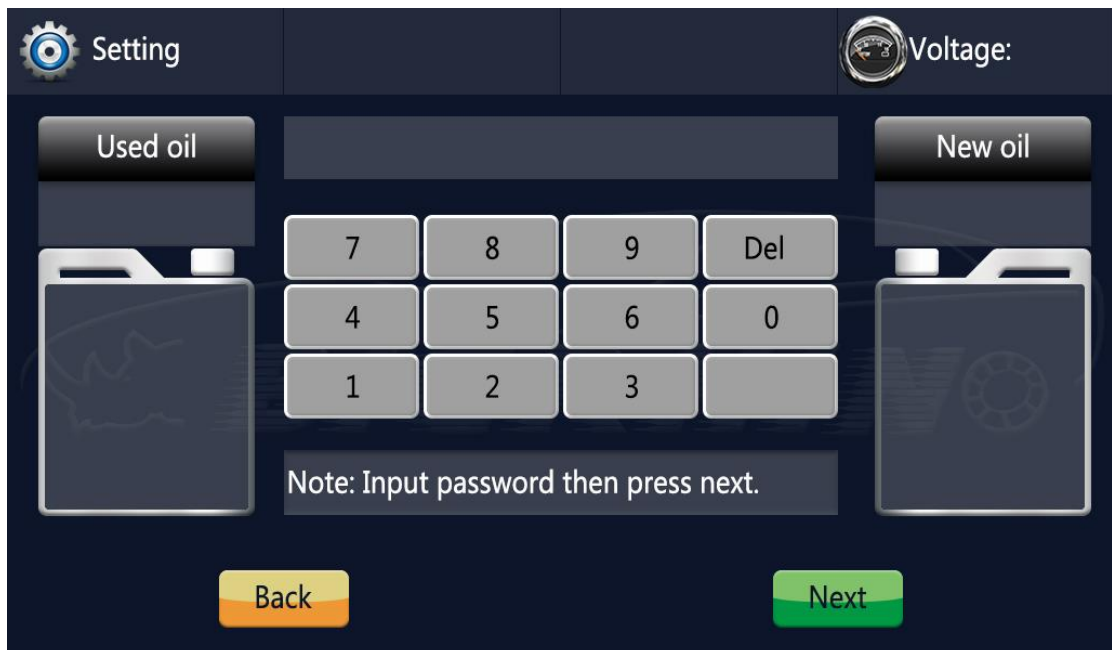 Setting
Voltage:
Used oil
New oil
7 8 9 Del
4 5 6 0
1 2 3
Note: Input password then press next.
Back
Next